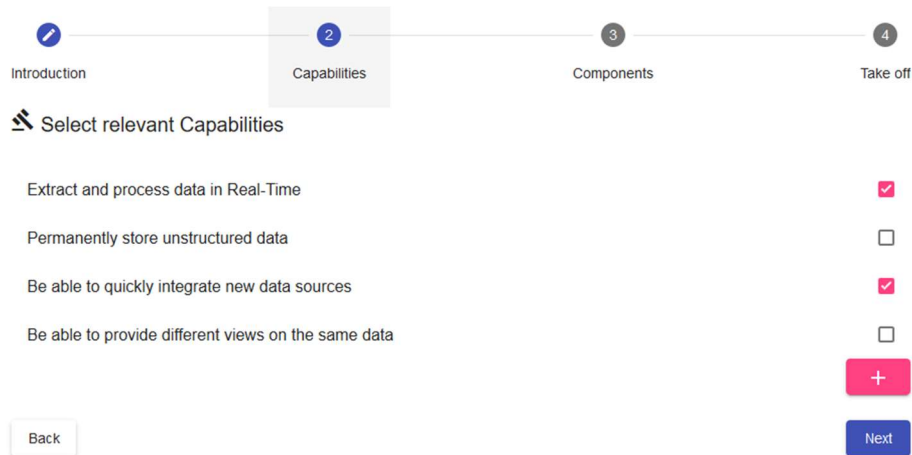 2
3
4
Introduction
Capabilities
Components
Take off
Select relevant Capabilities
Extract and process data in Real-Time
Permanently store unstructured data
Be able to quickly integrate new data sources
Be able to provide different views on the same data
+
Back
Next